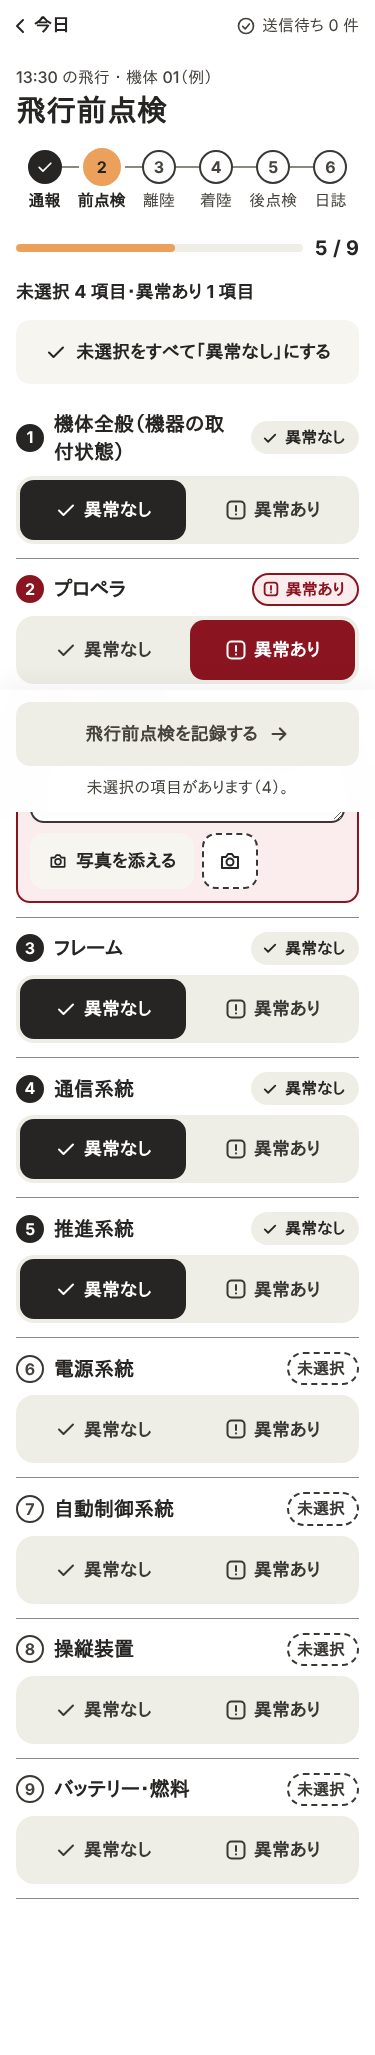 今日
送信待ち 0 件
13:30 の飛行・機体 01（例）
飛行前点検
2 3 4 5 6
通報 前点検 離陸 着陸 後点検 日誌
5 / 9
未選択 4 項目・異常あり 1 項目
未選択をすべて「異常なし」にする
1 機体全般（機器の取
付状態）
異常なし
異常なし 異常あり
2 プロペラ 異常あり
異常なし 異常あり
飛行前点検を記録する
未選択の項目があります（4）。
写真を添える
3 フレーム 異常なし
異常なし 異常あり
4 通信系統 異常なし
異常なし 異常あり
5 推進系統 異常なし
異常なし 異常あり
6 電源系統 未選択
異常なし 異常あり
7 自動制御系統 未選択
異常なし 異常あり
8 操縦装置 未選択
異常なし 異常あり
9 バッテリー・燃料 未選択
異常なし 異常あり